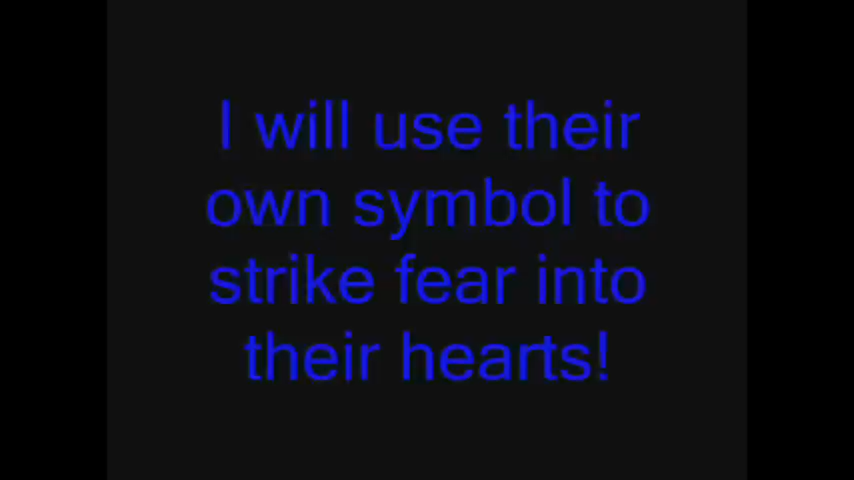 I will use their
own symbol to
strike fear into
their hearts!